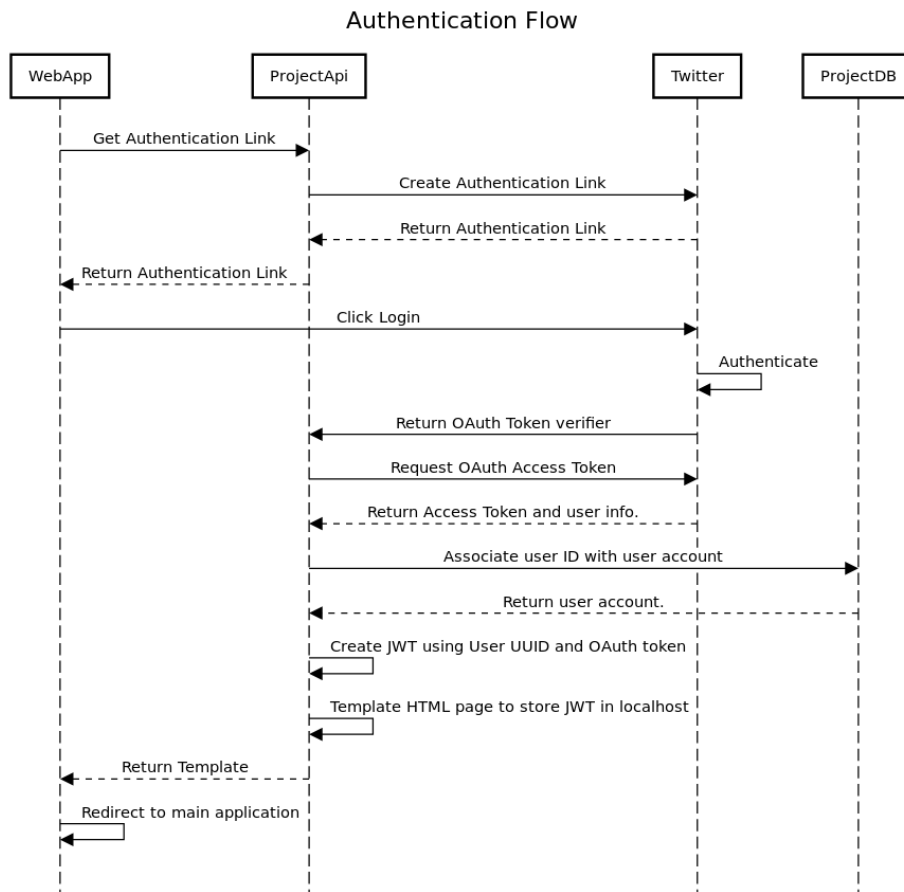 Authentication Flow
WebApp
ProjectApi
Twitter
ProjectDB
Get Authentication Link
Create Authentication Link
Return Authentication Link
Return Authentication Link
Click Login
Authenticate
Return OAuth Token verifier
Request OAuth Access Token
Return Access Token and user info.
Associate user ID with user account
Return user account.
Create JWT using User UUID and OAuth token
Template HTML page to store JWT in localhost
Return Template
Redirect to main application